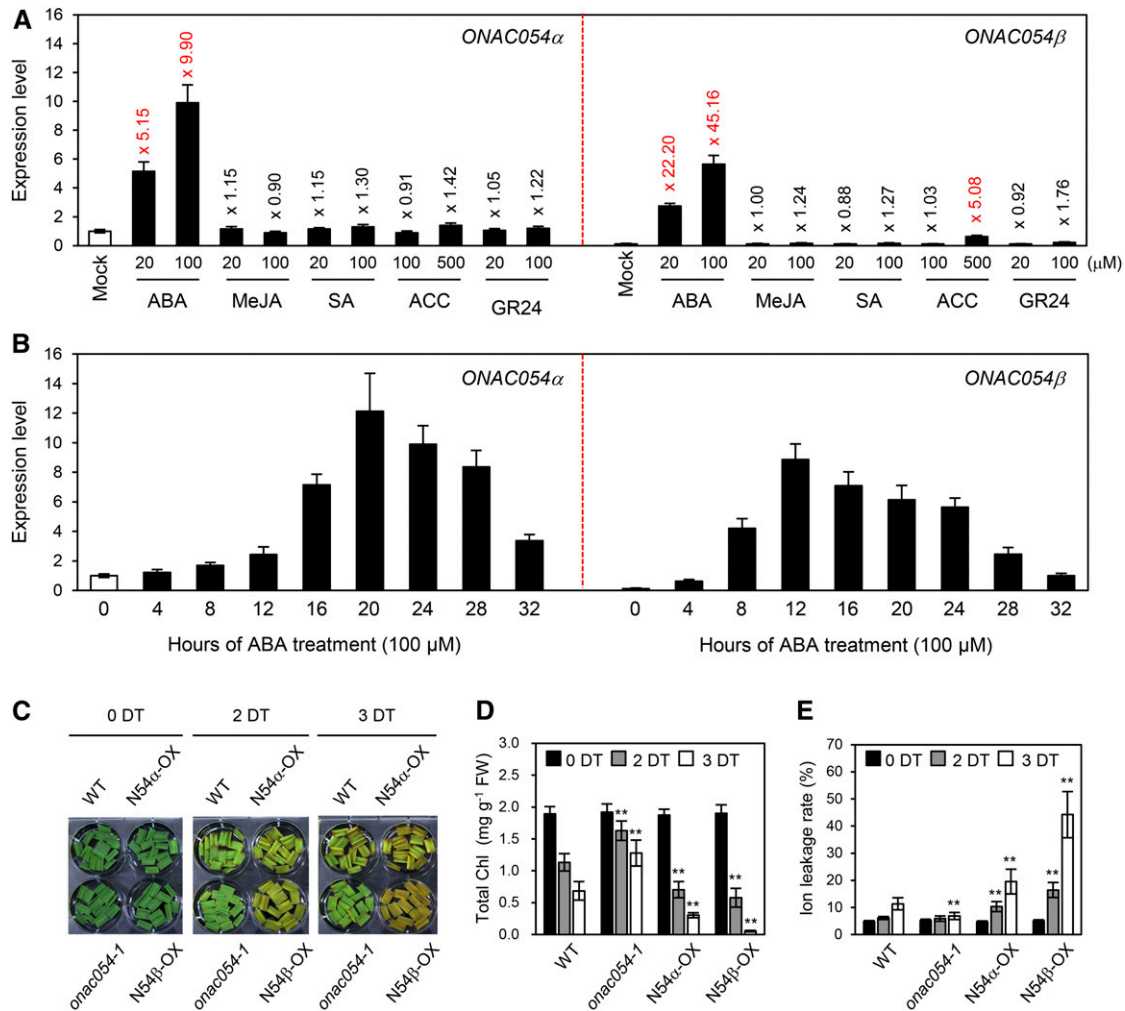 A
16
14
12
10
8
6
4
2
0
Expression level
ONAC054α
ONAC054β
x 5.15
x 9.90
x 1.15
x 0.90
x 1.15
x 1.30
x 0.91
x 1.42
x 1.05
x 1.22
x 22.20
x 45.16
x 1.00
x 1.24
x 0.88
x 1.27
x 1.03
x 5.08
x 0.92
x 1.76
Mock 20 100 20 100 20 100 100 500 20 100
ABA MeJA SA ACC GR24
Mock 20 100 20 100 20 100 100 500 20 100 (μM)
ABA MeJA SA ACC GR24
B
16
14
12
10
8
6
4
2
0
Expression level
ONAC054α
ONAC054β
0 4 8 12 16 20 24 28 32
0 4 8 12 16 20 24 28 32
Hours of ABA treatment (100 μM)
Hours of ABA treatment (100 μM)
C
0 DT 2 DT 3 DT
WT N54α-OX WT N54α-OX WT N54α-OX
onac054-1 N54β-OX onac054-1 N54β-OX onac054-1 N54β-OX
D
0 DT 2 DT 3 DT
3.0
2.5
2.0
1.5
1.0
0.5
0
Total Chl (mg g⁻¹ FW)
** ** ** ** ** **
WT onac054-1 N54α-OX N54β-OX
E
0 DT 2 DT 3 DT
70
60
50
40
30
20
10
0
Ion leakage rate (%)
** ** ** ** **
WT onac054-1 N54α-OX N54β-OX